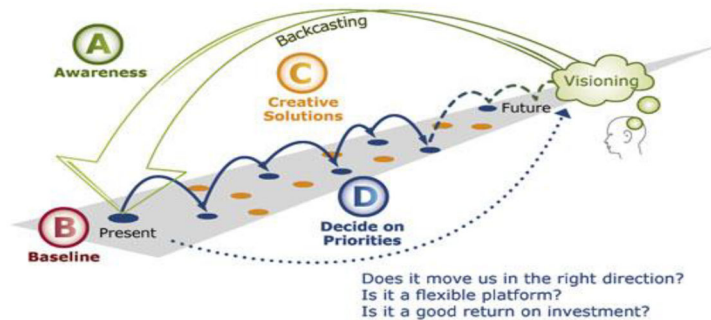 A
Awareness
Backcasting
C
Creative
Solutions
Visioning
Future
B
Baseline
Present
D
Decide on
Priorities
Does it move us in the right direction?
Is it a flexible platform?
Is it a good return on investment?